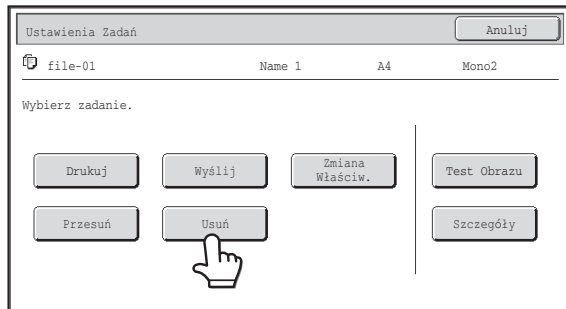 Ustawienia Zadań Anuluj
file-01 Name 1 A4 Mono2
Wybierz zadanie.
Drukuj Wyślij Zmiana Właściw. Test Obrazu
Przesuń Usuń Szczegóły